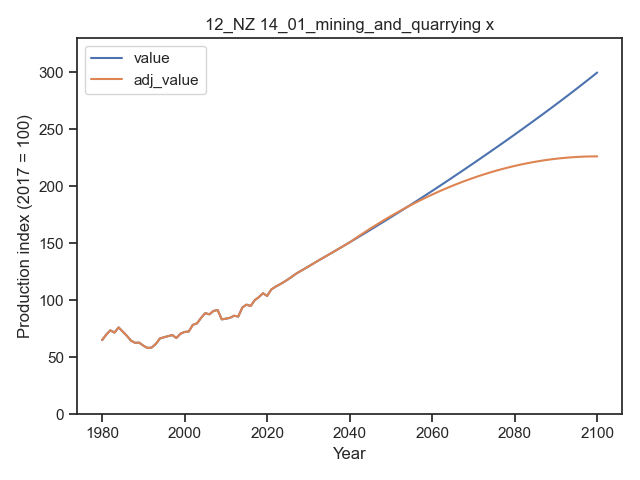 12_NZ 14_01_mining_and_quarrying x
value
adj_value
Production index (2017 = 100)
300
250
200
150
100
50
0
1980 2000 2020 2040 2060 2080 2100
Year